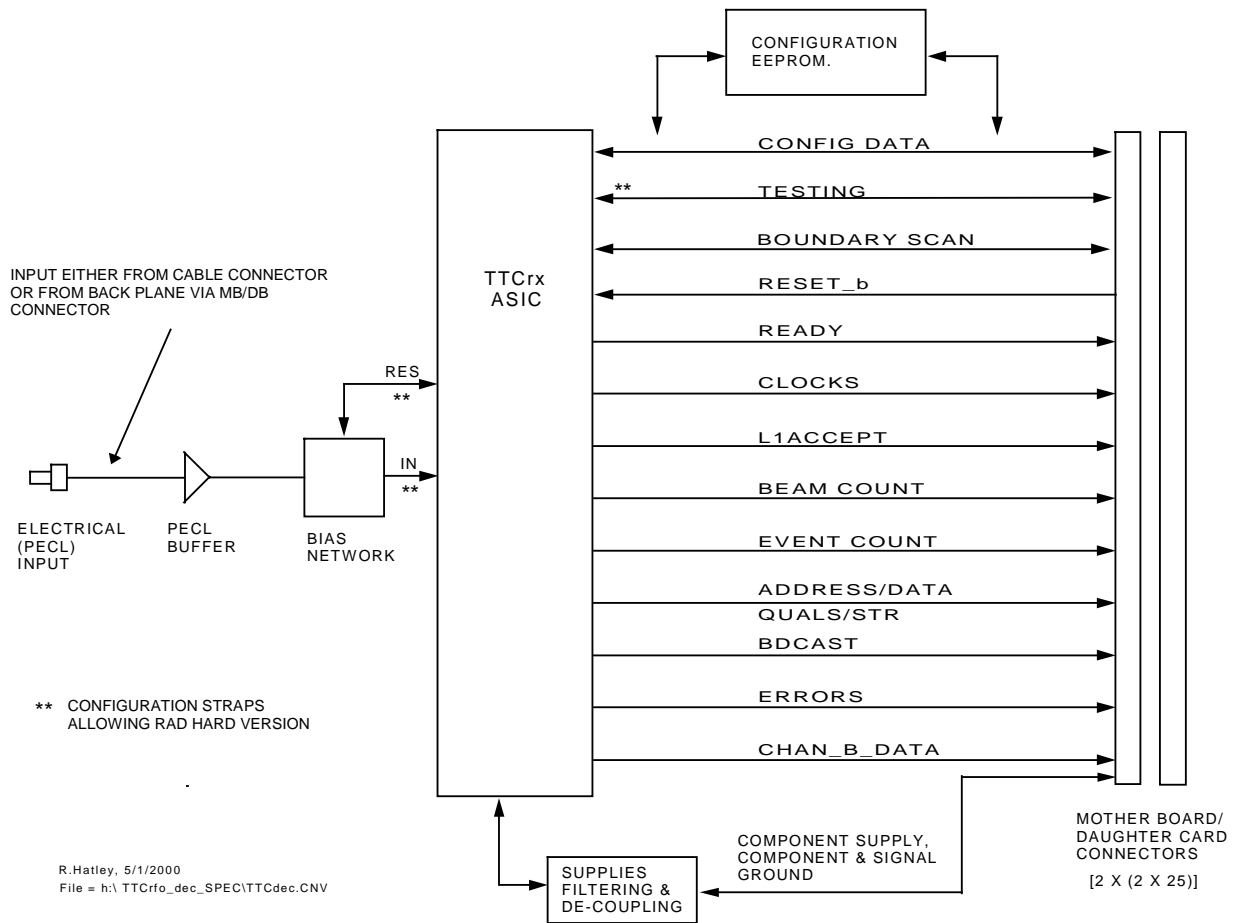 CONFIGURATION
EEPROM.
CONFIG DATA
** TESTING
BOUNDARY SCAN
INPUT EITHER FROM CABLE CONNECTOR
OR FROM BACK PLANE VIA MB/DB
CONNECTOR
TTCrx
ASIC
RESET_b
READY
RES
**
CLOCKS
L1ACCEPT
IN
**
BEAM COUNT
ELECTRICAL
(PECL)
INPUT
PECL
BUFFER
BIAS
NETWORK
EVENT COUNT
ADDRESS/DATA
QUALS/STR
BDCAST
** CONFIGURATION STRAPS
ALLOWING RAD HARD VERSION
ERRORS
CHAN_B_DATA
MOTHER BOARD/
DAUGHTER CARD
CONNECTORS
[2 X (2 X 25)]
COMPONENT SUPPLY,
COMPONENT & SIGNAL
GROUND
SUPPLIES
FILTERING &
DE-COUPLING
R.Hatley, 5/1/2000
File = h:\ TTCrfo_dec_SPEC\TTCdec.CNV